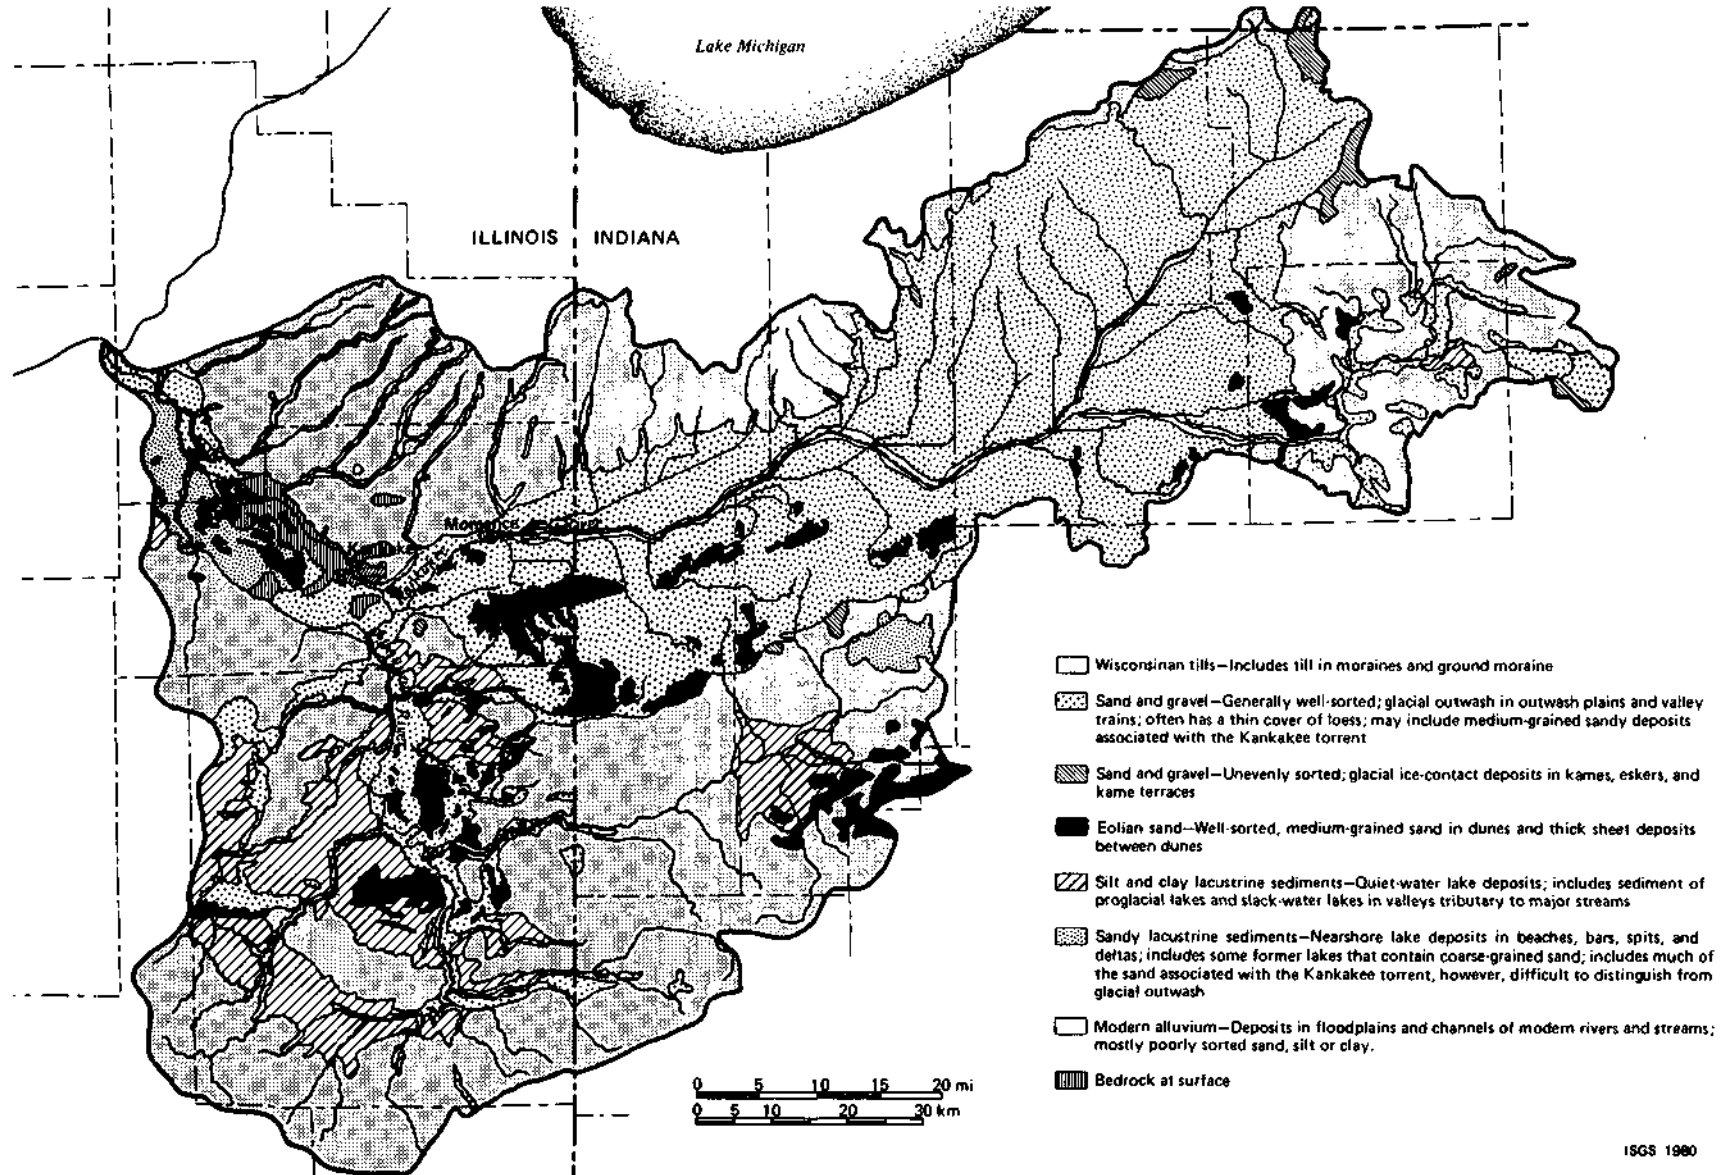 Lake Michigan
ILLINOIS INDIANA
Momence
Wisconsinan tills—Includes till in moraines and ground moraine
Sand and gravel—Generally well-sorted; glacial outwash in outwash plains and valley
trains; often has a thin cover of loess; may include medium-grained sandy deposits
associated with the Kankakee torrent
Sand and gravel—Unevenly sorted; glacial ice-contact deposits in kames, eskers, and
kame terraces
Eolian sand—Well-sorted, medium-grained sand in dunes and thick sheet deposits
between dunes
Silt and clay lacustrine sediments—Quiet-water lake deposits; includes sediment of
proglacial lakes and slack-water lakes in valleys tributary to major streams
Sandy lacustrine sediments—Nearshore lake deposits in beaches, bars, spits, and
deltas; includes some former lakes that contain coarse-grained sand; includes much of
the sand associated with the Kankakee torrent, however, difficult to distinguish from
glacial outwash
Modern alluvium—Deposits in floodplains and channels of modern rivers and streams;
mostly poorly sorted sand, silt or clay.
Bedrock at surface
0 5 10 15 20 mi
0 5 10 20 30 km
ISGS 1980